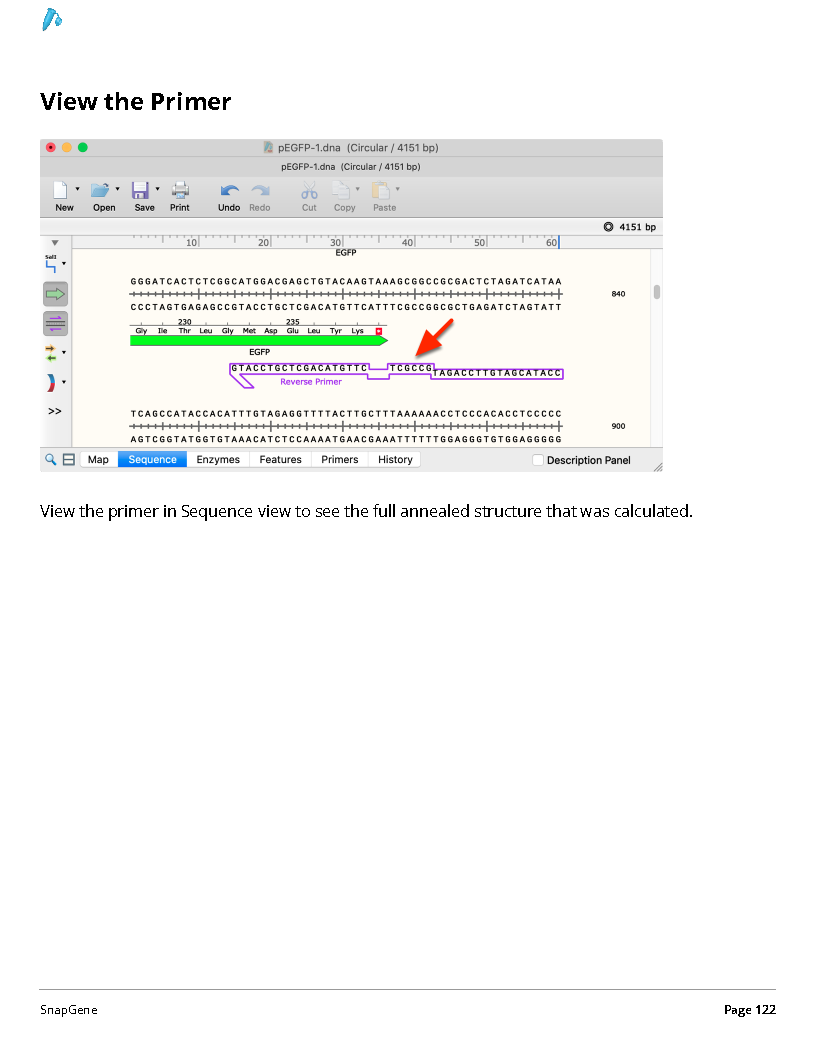 View the Primer
pEGFP-1.dna (Circular / 4151 bp)
pEGFP-1.dna (Circular / 4151 bp)
New Open Save Print Undo Redo Cut Copy Paste
4151 bp
10 20 30 40 50 60
SalI
EGFP
GGGATCACTCTCGGCATGGACGAGCTGTACAAGTAAAGCGGCCGCGACTCTAGATCATAA
840
CCCTAGTGAGAGCCGTACCTGCTCGACATGTTCATTTCGCCGGCGCTGAGATCTAGTATT
230 235
Gly Ile Thr Leu Gly Met Asp Glu Leu Tyr Lys
EGFP
GTACCTGCTCGACATGTTC TCGCCG TAGACCTTGTAGCATACC
Reverse Primer
>>
TCAGCCATACCACATTTGTAGAGGTTTTACTTGCTTTAAAAAACCTCCCACACCTCCCCC
900
AGTCGGTATGGTGTAAACATCTCCAAAATGAACGAAATTTTTTGGAGGGTGTGGAGGGGG
Map Sequence Enzymes Features Primers History Description Panel
View the primer in Sequence view to see the full annealed structure that was calculated.
SnapGene Page 122